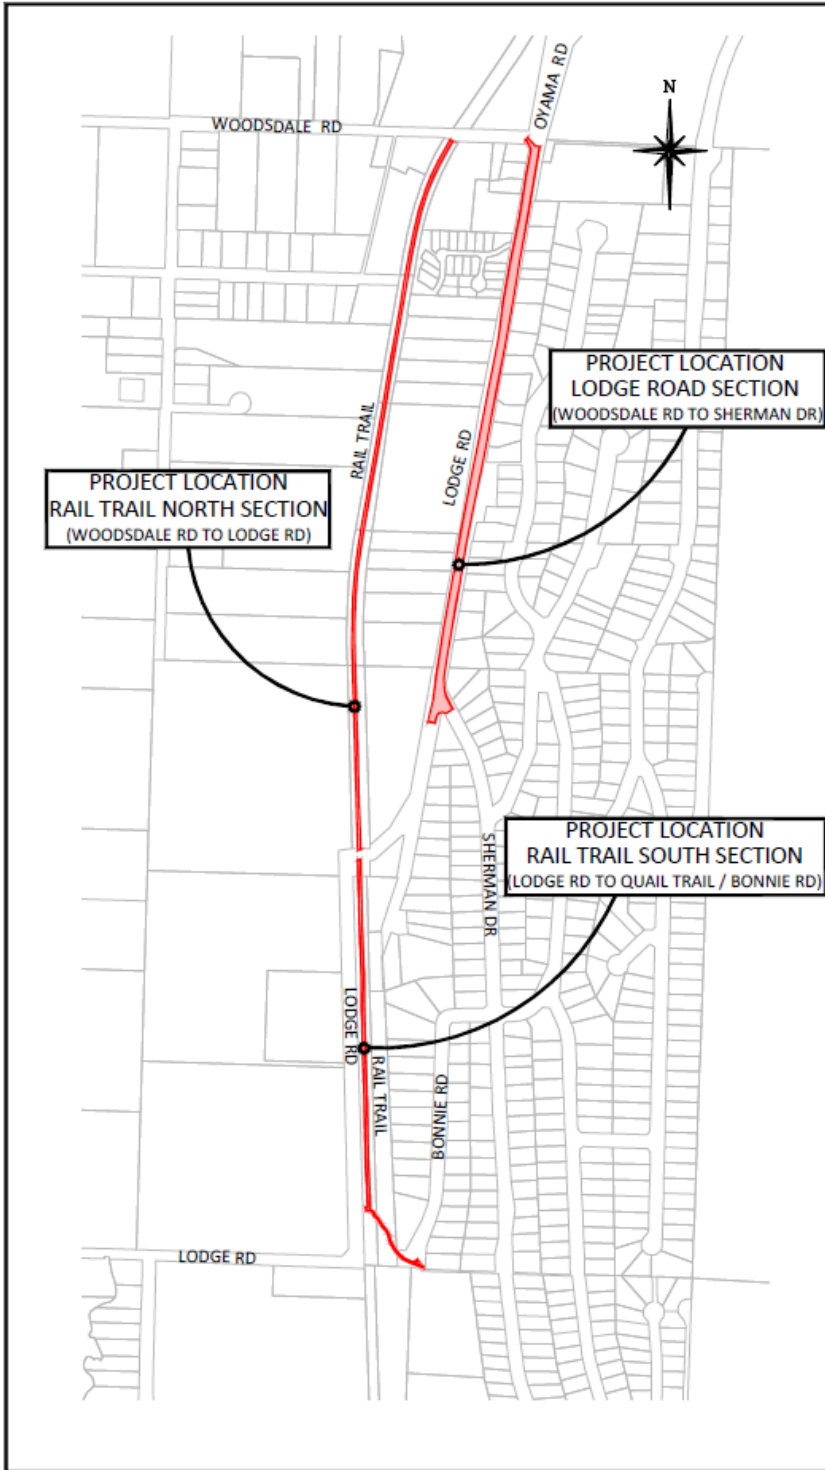 OYAMA RD
N
WOODSDALE RD
PROJECT LOCATION
LODGE ROAD SECTION
(WOODSDALE RD TO SHERMAN DR)
RAIL TRAIL
LODGE RD
PROJECT LOCATION
RAIL TRAIL NORTH SECTION
(WOODSDALE RD TO LODGE RD)
PROJECT LOCATION
RAIL TRAIL SOUTH SECTION
(LODGE RD TO QUAIL TRAIL / BONNIE RD)
SHERMAN DR
LODGE RD
RAIL TRAIL
BONNIE RD
LODGE RD